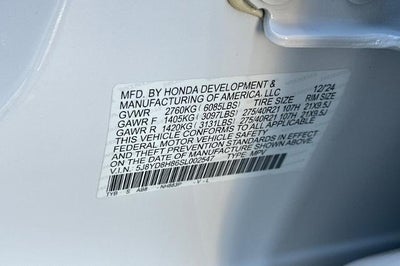 MFD. BY HONDA DEVELOPMENT & 12/24
MANUFACTURING OF AMERICA, LLC
GVWR 2760KG (6085LBS) TIRE SIZE RIM SIZE
GAWR F 1405KG (3097LBS) 275/40R21 107H 21X9.5J
GAWR R 1420KG (3131LBS) 275/40R21 107H 21X9.5J
THIS VEHICLE CONFORMS TO ALL APPLICABLE
FEDERAL MOTOR VEHICLE SAFETY
AND THEFT PREVENTION STANDARDS IN EFFECT
ON THE DATE OF MANUFACTURE SHOWN ABOVE.
V.I.N. 5J8YD8H86SL002547 TYPE: MPV